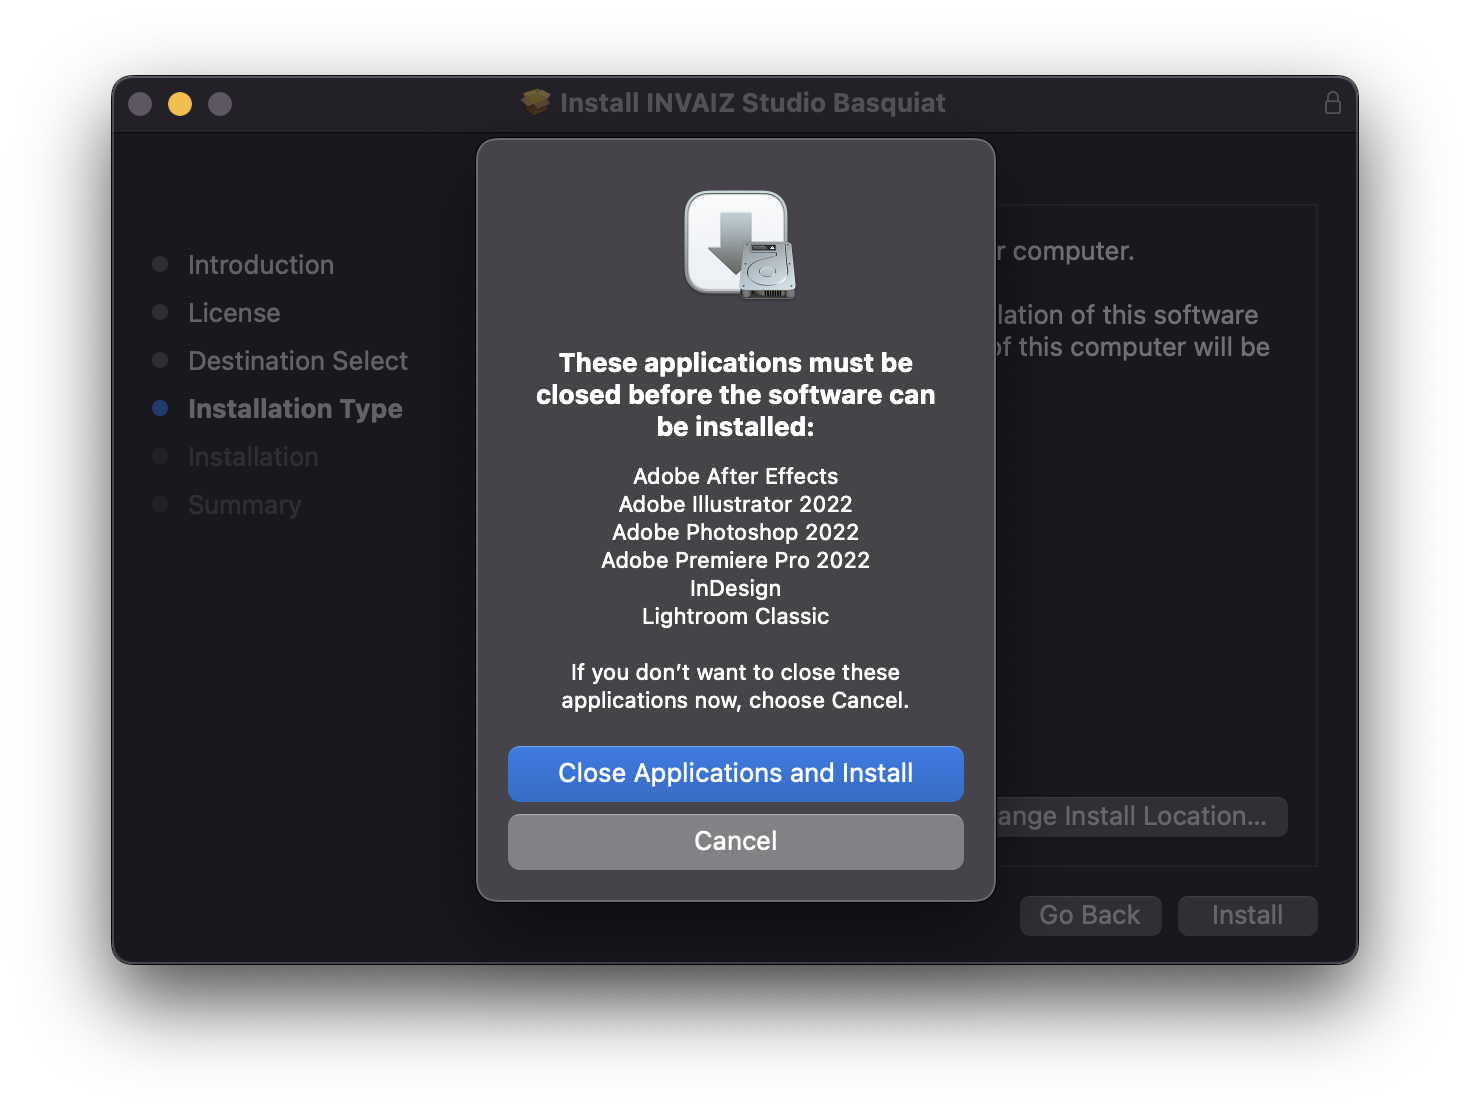 Install INVAIZ Studio Basquiat
Introduction
License
Destination Select
Installation Type
Installation
Summary
r computer.
lation of this software
of this computer will be
These applications must be
closed before the software can
be installed:
Adobe After Effects
Adobe Illustrator 2022
Adobe Photoshop 2022
Adobe Premiere Pro 2022
InDesign
Lightroom Classic
If you don’t want to close these
applications now, choose Cancel.
Close Applications and Install
Cancel
ange Install Location...
Go Back
Install